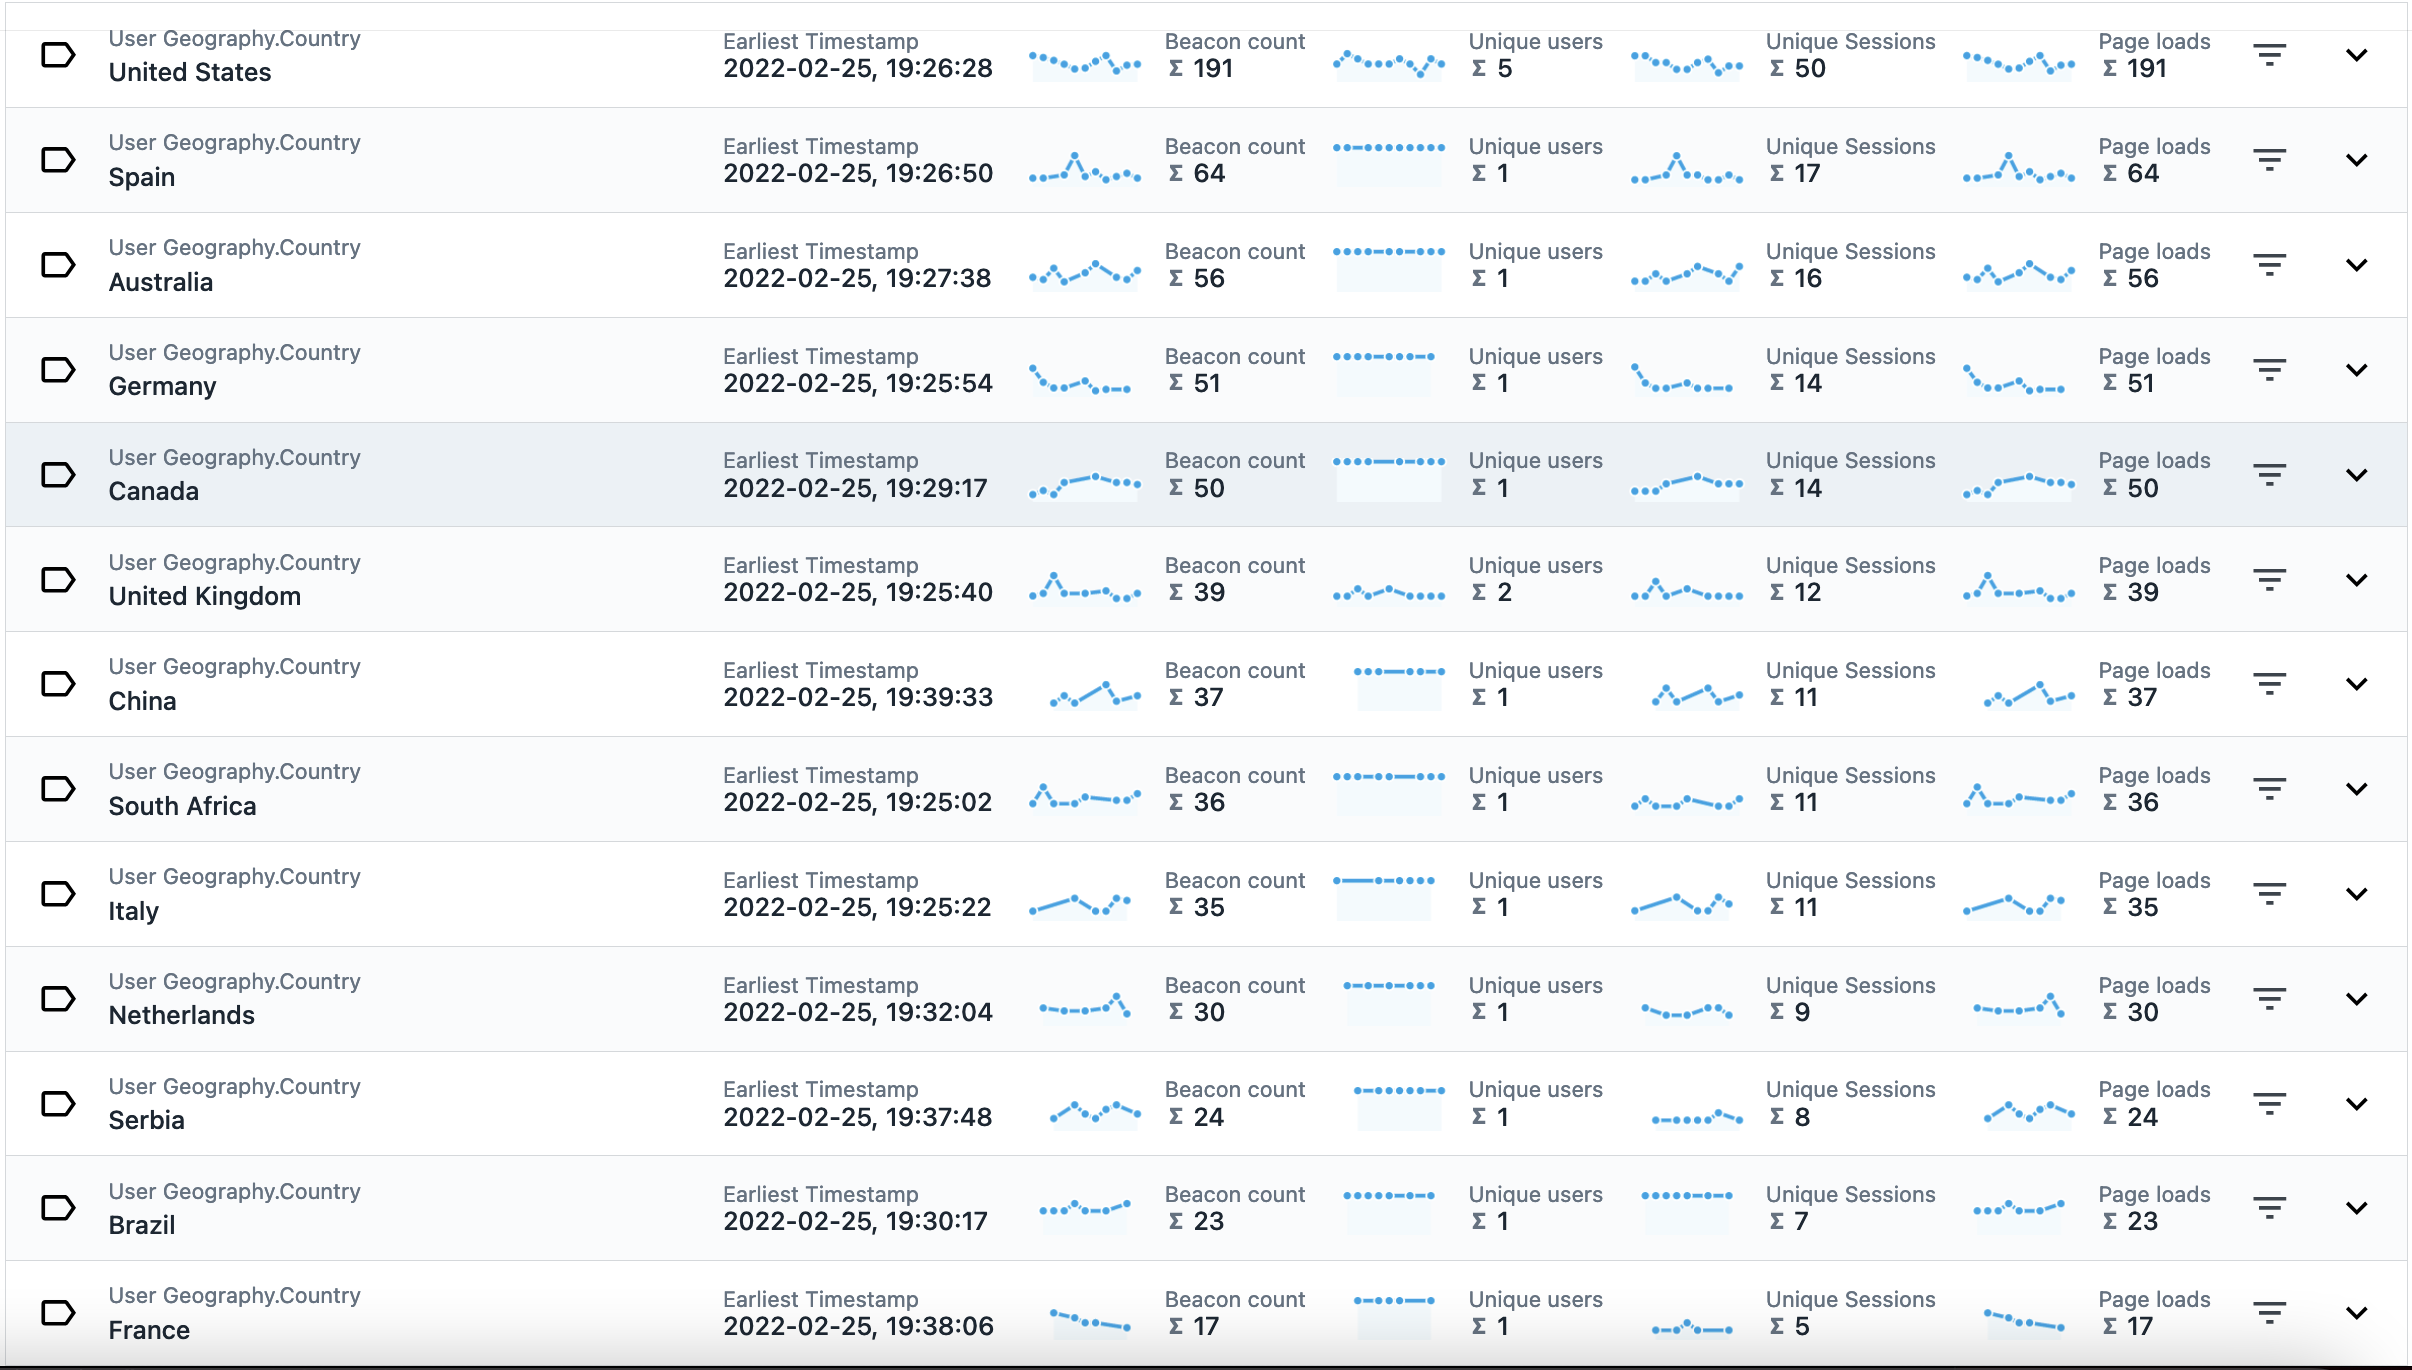 User Geography.Country Earliest Timestamp Beacon count Unique users Unique Sessions Page loads
United States 2022-02-25, 19:26:28 Σ 191 Σ 5 Σ 50 Σ 191
User Geography.Country Earliest Timestamp Beacon count Unique users Unique Sessions Page loads
Spain 2022-02-25, 19:26:50 Σ 64 Σ 1 Σ 17 Σ 64
User Geography.Country Earliest Timestamp Beacon count Unique users Unique Sessions Page loads
Australia 2022-02-25, 19:27:38 Σ 56 Σ 1 Σ 16 Σ 56
User Geography.Country Earliest Timestamp Beacon count Unique users Unique Sessions Page loads
Germany 2022-02-25, 19:25:54 Σ 51 Σ 1 Σ 14 Σ 51
User Geography.Country Earliest Timestamp Beacon count Unique users Unique Sessions Page loads
Canada 2022-02-25, 19:29:17 Σ 50 Σ 1 Σ 14 Σ 50
User Geography.Country Earliest Timestamp Beacon count Unique users Unique Sessions Page loads
United Kingdom 2022-02-25, 19:25:40 Σ 39 Σ 2 Σ 12 Σ 39
User Geography.Country Earliest Timestamp Beacon count Unique users Unique Sessions Page loads
China 2022-02-25, 19:39:33 Σ 37 Σ 1 Σ 11 Σ 37
User Geography.Country Earliest Timestamp Beacon count Unique users Unique Sessions Page loads
South Africa 2022-02-25, 19:25:02 Σ 36 Σ 1 Σ 11 Σ 36
User Geography.Country Earliest Timestamp Beacon count Unique users Unique Sessions Page loads
Italy 2022-02-25, 19:25:22 Σ 35 Σ 1 Σ 11 Σ 35
User Geography.Country Earliest Timestamp Beacon count Unique users Unique Sessions Page loads
Netherlands 2022-02-25, 19:32:04 Σ 30 Σ 1 Σ 9 Σ 30
User Geography.Country Earliest Timestamp Beacon count Unique users Unique Sessions Page loads
Serbia 2022-02-25, 19:37:48 Σ 24 Σ 1 Σ 8 Σ 24
User Geography.Country Earliest Timestamp Beacon count Unique users Unique Sessions Page loads
Brazil 2022-02-25, 19:30:17 Σ 23 Σ 1 Σ 7 Σ 23
User Geography.Country Earliest Timestamp Beacon count Unique users Unique Sessions Page loads
France 2022-02-25, 19:38:06 Σ 17 Σ 1 Σ 5 Σ 17